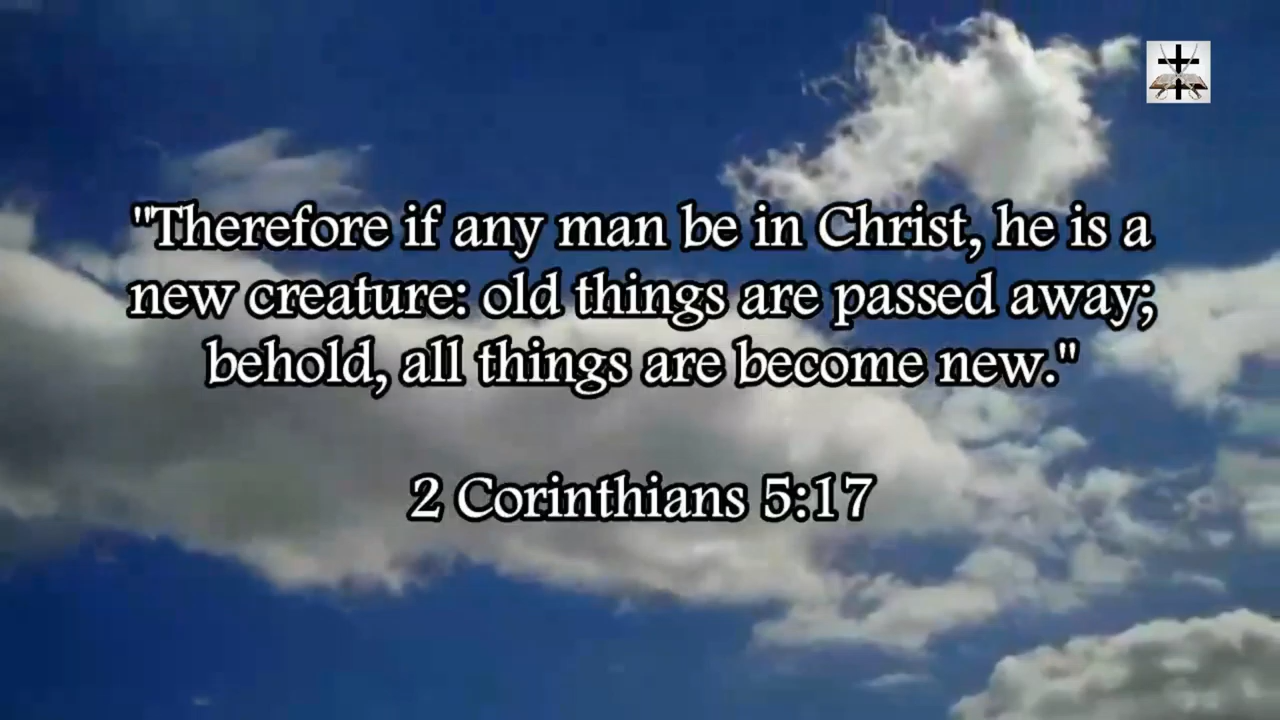 "Therefore if any man be in Christ, he is a
new creature: old things are passed away;
behold, all things are become new."
2 Corinthians 5:17